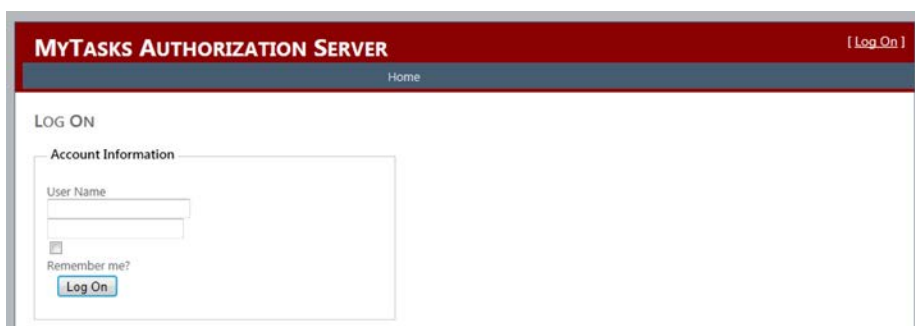 MYTASKS AUTHORIZATION SERVER
[ Log On ]
Home
LOG ON
Account Information
User Name
Remember me?
Log On